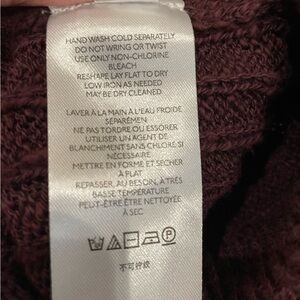 HAND WASH COLD SEPARATELY
DO NOT WRING OR TWIST
USE ONLY NON-CHLORINE
BLEACH
RESHAPE LAY FLAT TO DRY
LOW IRON AS NEEDED
MAY BE DRY CLEANED
LAVER À LA MAIN À L'EAU FROIDE
SÉPARÉMEN
NE PAS TORDRE OU ESSORER
UTILISER UN AGENT DE
BLANCHIMENT SANS CHLORE SI
NÉCESSAIRE
METTRE EN FORME ET SÉCHER
À PLAT
REPASSER, AU BESOIN, À TRÈS
BASSE TEMPÉRATURE
PEUT-ÊTRE ÊTRE NETTOYÉ
À SEC
不可拧绞